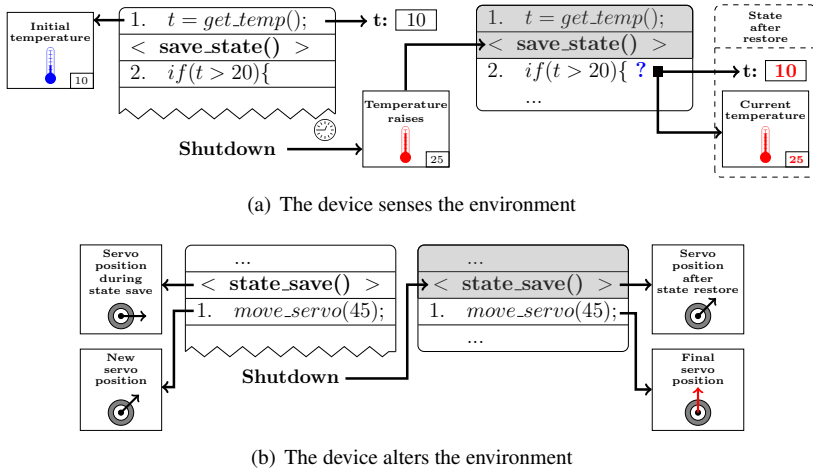 Initial
temperature
10
1. t = get_temp();
< save_state() >
2. if(t > 20){
t: 10
Shutdown
Temperature
raises
25
1. t = get_temp();
< save_state() >
2. if(t > 20){ ?
...
State
after
restore
t: 10
Current
temperature
25
(a) The device senses the environment
Servo
position
during
state save
New
servo
position
...
< state_save() >
1. move_servo(45);
Shutdown
...
< state_save() >
1. move_servo(45);
...
Servo
position
after
state restore
Final
servo
position
(b) The device alters the environment